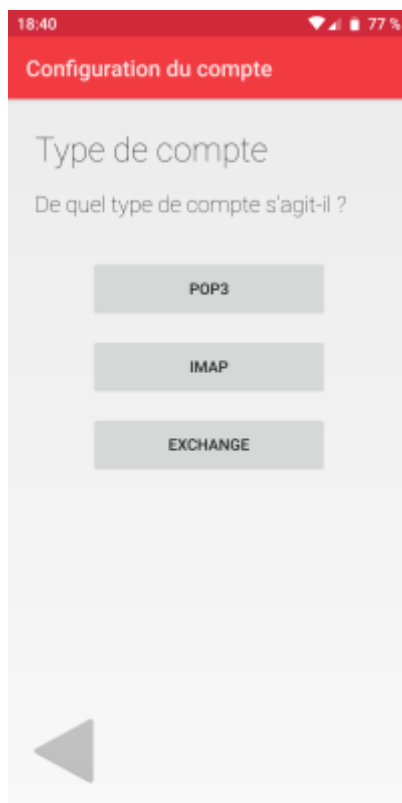 18:40 77 %
Configuration du compte
Type de compte
De quel type de compte s'agit-il ?
POP3
IMAP
EXCHANGE